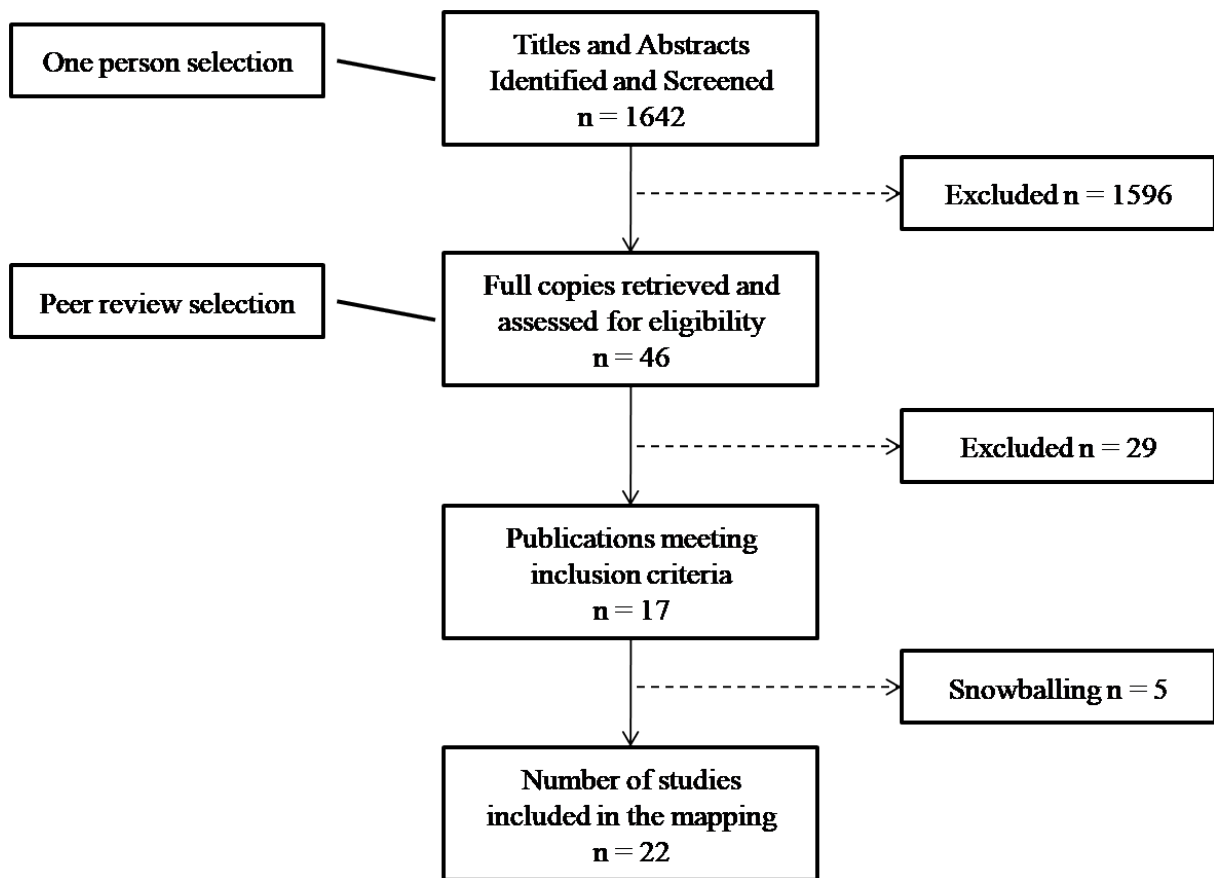 One person selection
Titles and Abstracts
Identified and Screened
n = 1642
Excluded n = 1596
Peer review selection
Full copies retrieved and
assessed for eligibility
n = 46
Excluded n = 29
Publications meeting
inclusion criteria
n = 17
Snowballing n = 5
Number of studies
included in the mapping
n = 22